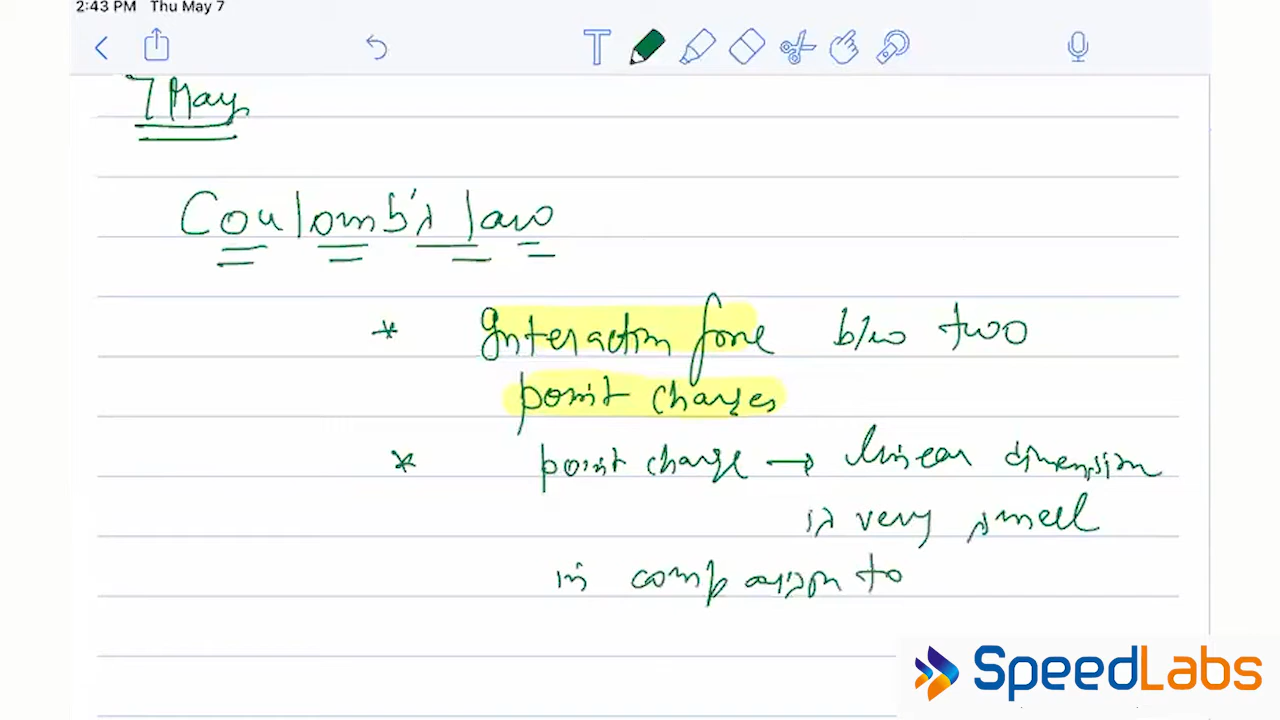 2:43 PM Thu May 7
T
7 May
Coulomb's law
* Interaction force b/w two
point charges
* point charge → linear dimension
is very small
in comparison to
SpeedLabs